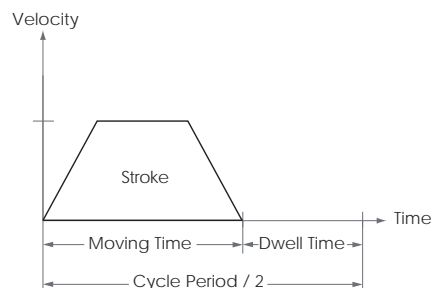 Velocity
Stroke
Time
Moving Time
Dwell Time
Cycle Period / 2